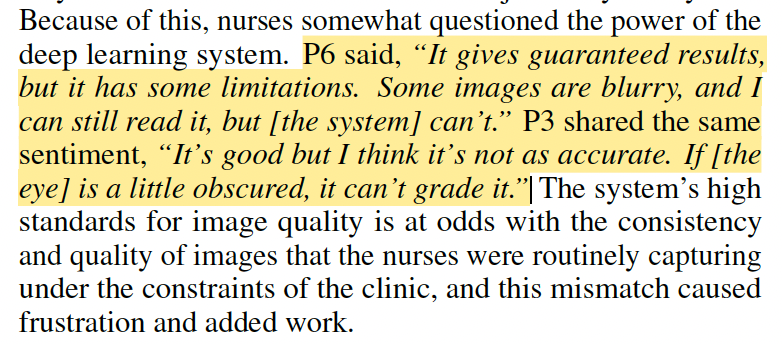 Because of this, nurses somewhat questioned the power of the
deep learning system. P6 said, “It gives guaranteed results,
but it has some limitations. Some images are blurry, and I
can still read it, but [the system] can’t.” P3 shared the same
sentiment, “It’s good but I think it’s not as accurate. If [the
eye] is a little obscured, it can’t grade it.” The system’s high
standards for image quality is at odds with the consistency
and quality of images that the nurses were routinely capturing
under the constraints of the clinic, and this mismatch caused
frustration and added work.